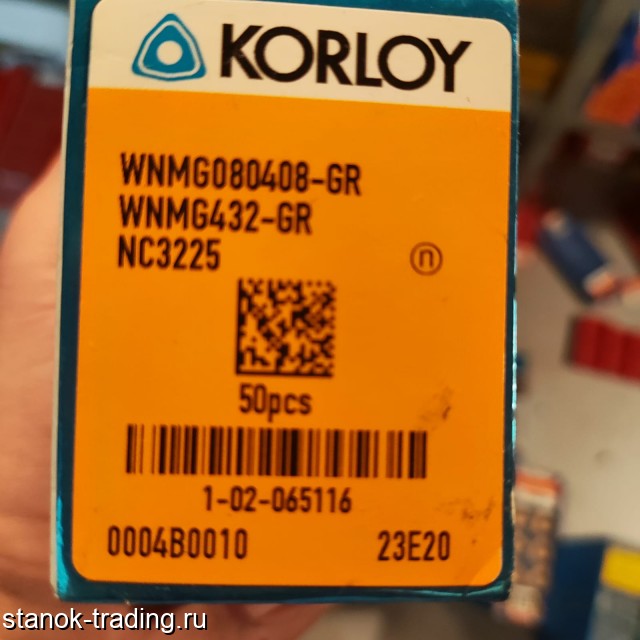 KORLOY
WNMG080408-GR
WNMG432-GR
NC3225 n
50pcs
1-02-065116
0004B0010 23E20
stanok-trading.ru